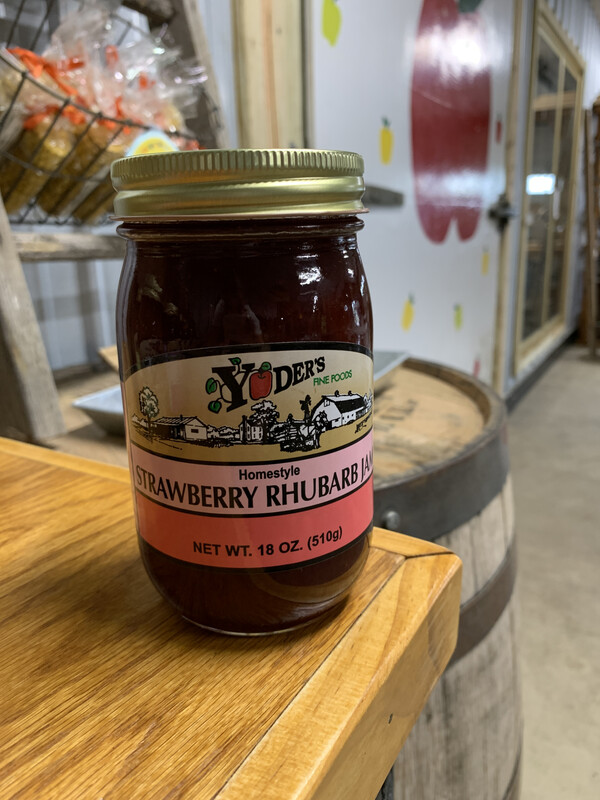 YODER'S
FINE FOODS
Homestyle
STRAWBERRY RHUBARB JAM
NET WT. 18 OZ. (510g)